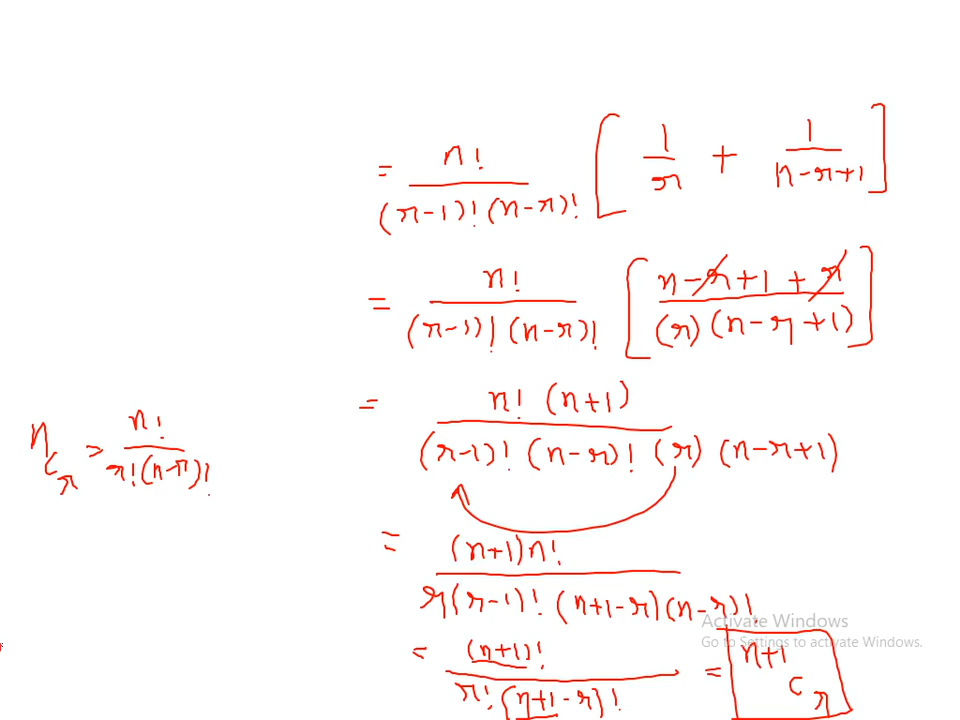 = n! / (r-1)! (n-r)! [ 1/r + 1/n-r+1 ]
= n! / (r-1)! (n-r)! [ n-r+1+r / (r) (n-r+1) ]
= n! (n+1) / (r-1)! (n-r)! (r) (n-r+1)
nCr = n! / r!(n-r)!
= (n+1)n! / r(r-1)! (n+1-r)(n-r)!
= (n+1)! / r! (n+1-r)! = n+1Cr
Activate Windows
Go to Settings to activate Windows.